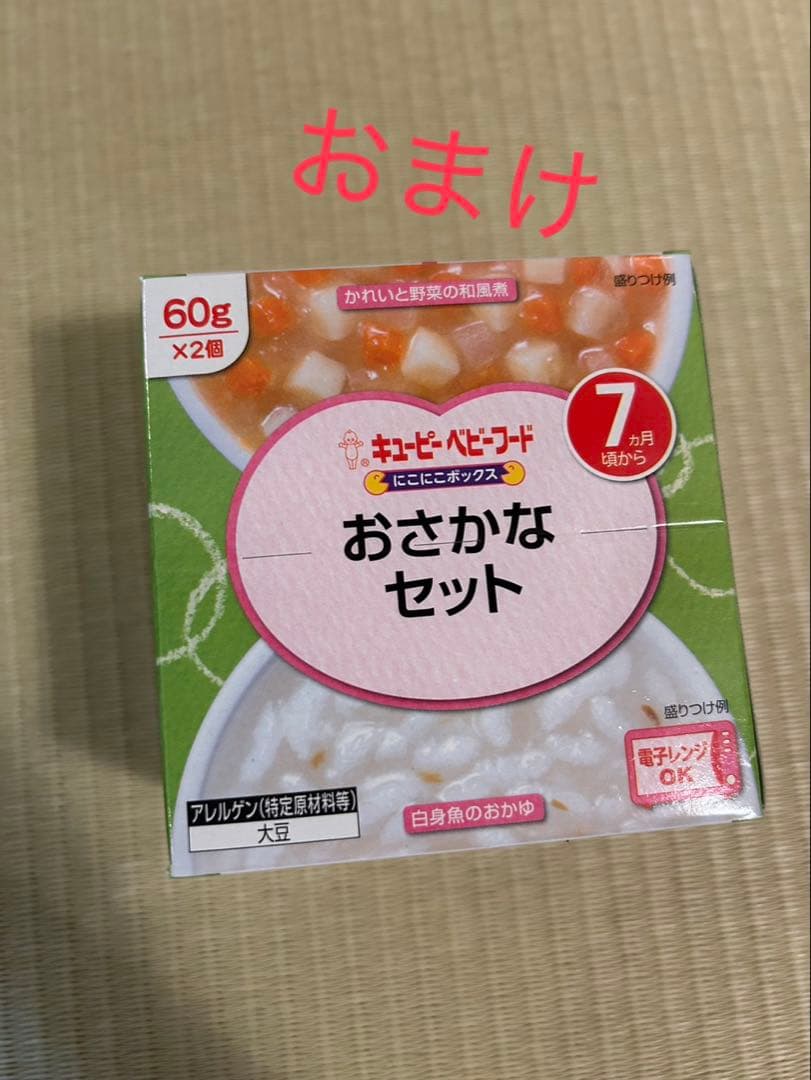 おまけ
60g
×2個
かれいと野菜の和風煮
盛りつけ例
7
ヵ月
頃から
®
キューピー ベビーフード
にこにこボックス
おさかな
セット
盛りつけ例
電子レンジ
OK
アレルゲン(特定原材料等)
大豆
白身魚のおかゆ